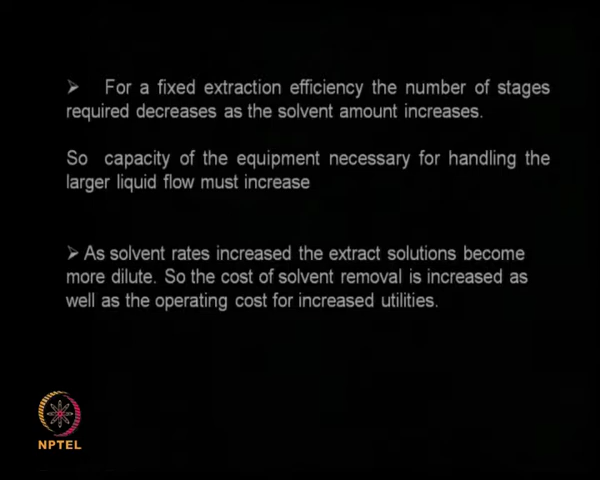 ➤ For a fixed extraction efficiency the number of stages
required decreases as the solvent amount increases.
So capacity of the equipment necessary for handling the
larger liquid flow must increase
➤ As solvent rates increased the extract solutions become
more dilute. So the cost of solvent removal is increased as
well as the operating cost for increased utilities.
NPTEL